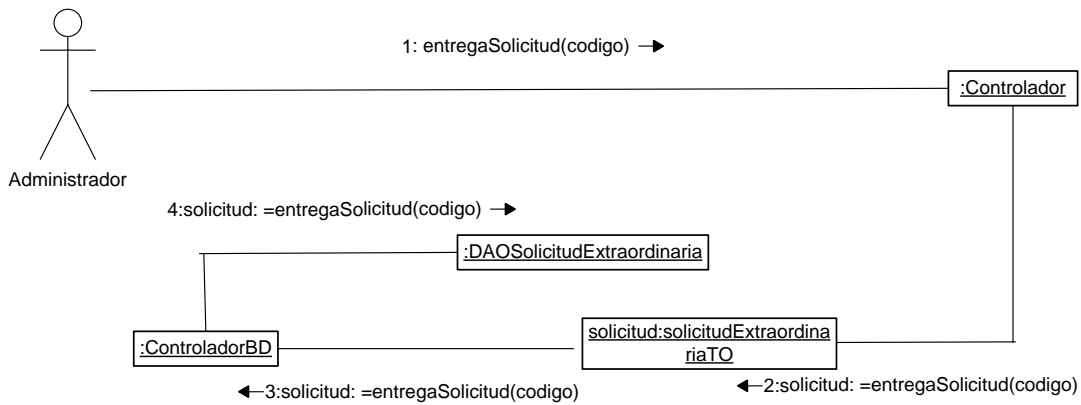 1: entregaSolicitud(codigo)
:Controlador
Administrador
4:solicitud: =entregaSolicitud(codigo)
:DAOSolicitudExtraordinaria
:ControladorBD
solicitud:solicitudExtraordina
riaTO
3:solicitud: =entregaSolicitud(codigo)
2:solicitud: =entregaSolicitud(codigo)